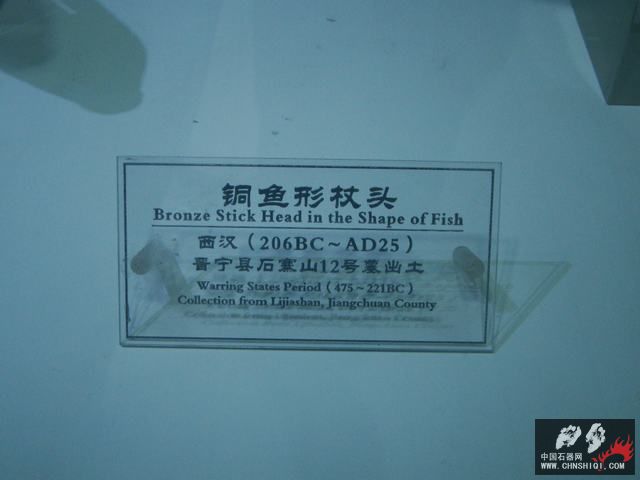 铜鱼形杖头
Bronze Stick Head in the Shape of Fish
西汉（206BC～AD25）
晋宁县石寨山12号墓出土
Warring States Period（475～221BC）
Collection from Lijiashan, Jiangchuan County
中国石器网
WWW.CHNSHIQI.COM